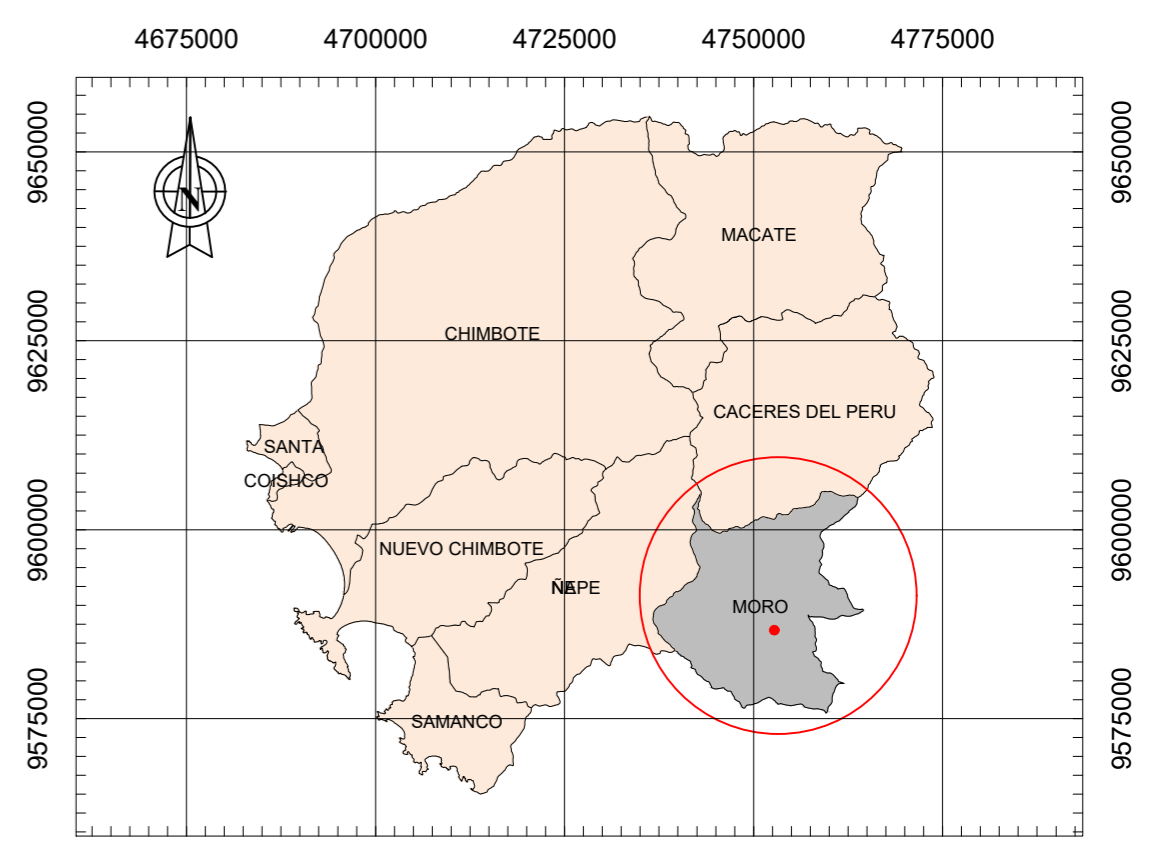 4675000 4700000 4725000 4750000 4775000
9650000 9650000
N
MACATE
CHIMBOTE
9625000 9625000
CACERES DEL PERU
SANTA
COISHCO
9600000 9600000
NUEVO CHIMBOTE
MORO
SAMANCO
9575000 9575000